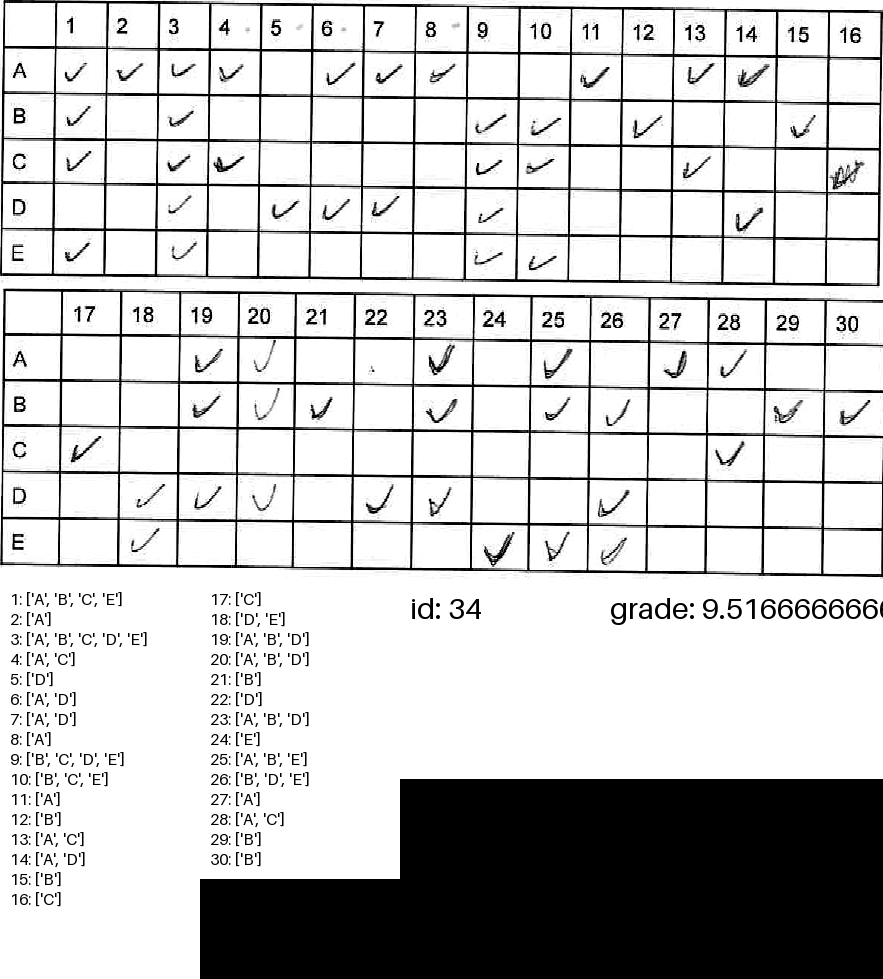 1 2 3 4 5 6 7 8 9 10 11 12 13 14 15 16
A ✓ ✓ ✓ ✓ ✓ ✓ ✓ ✓ ✓ ✓
B ✓ ✓ ✓ ✓ ✓ ✓
C ✓ ✓ ✓ ✓ ✓ ✓
D ✓ ✓ ✓ ✓ ✓ ✓
E ✓ ✓ ✓ ✓
17 18 19 20 21 22 23 24 25 26 27 28 29 30
A ✓ ✓ ✓ ✓ ✓ ✓
B ✓ ✓ ✓ ✓ ✓ ✓ ✓ ✓
C ✓ ✓
D ✓ ✓ ✓ ✓ ✓ ✓
E ✓ ✓ ✓ ✓
1: ['A', 'B', 'C', 'E']
2: ['A']
3: ['A', 'B', 'C', 'D', 'E']
4: ['A', 'C']
5: ['D']
6: ['A', 'D']
7: ['A', 'D']
8: ['A']
9: ['B', 'C', 'D', 'E']
10: ['B', 'C', 'E']
11: ['A']
12: ['B']
13: ['A', 'C']
14: ['A', 'D']
15: ['B']
16: ['C']
17: ['C']
18: ['D', 'E']
19: ['A', 'B', 'D']
20: ['A', 'B', 'D']
21: ['B']
22: ['D']
23: ['A', 'B', 'D']
24: ['E']
25: ['A', 'B', 'E']
26: ['B', 'D', 'E']
27: ['A']
28: ['A', 'C']
29: ['B']
30: ['B']
id: 34
grade: 9.516666666